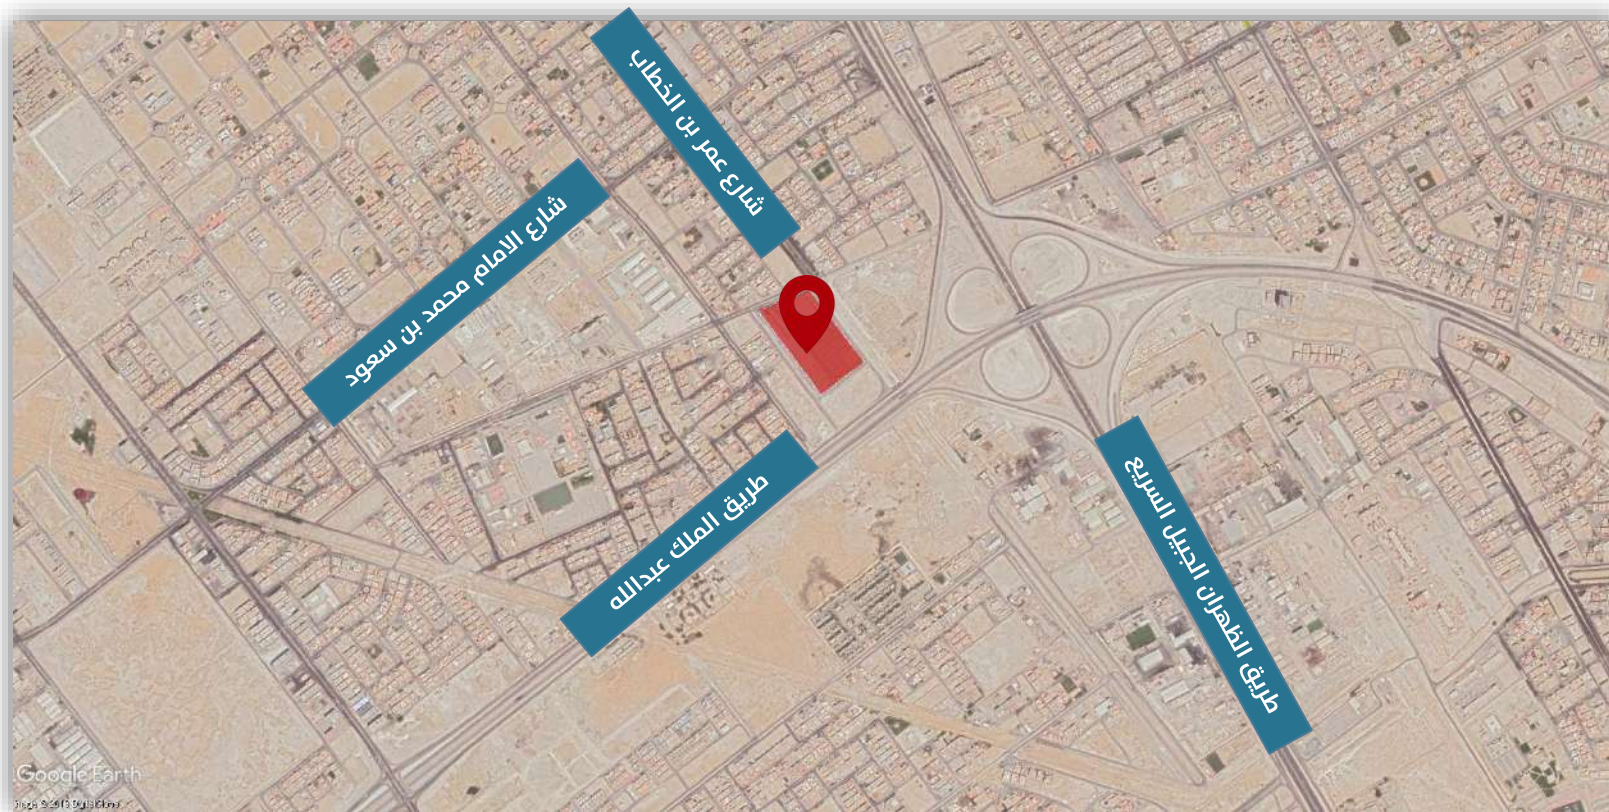 شارع عمر بن الخطاب
شارع الامام محمد بن سعود
طريق الملك عبدالله
طريق الظهران الجبيل السريع
Google Earth